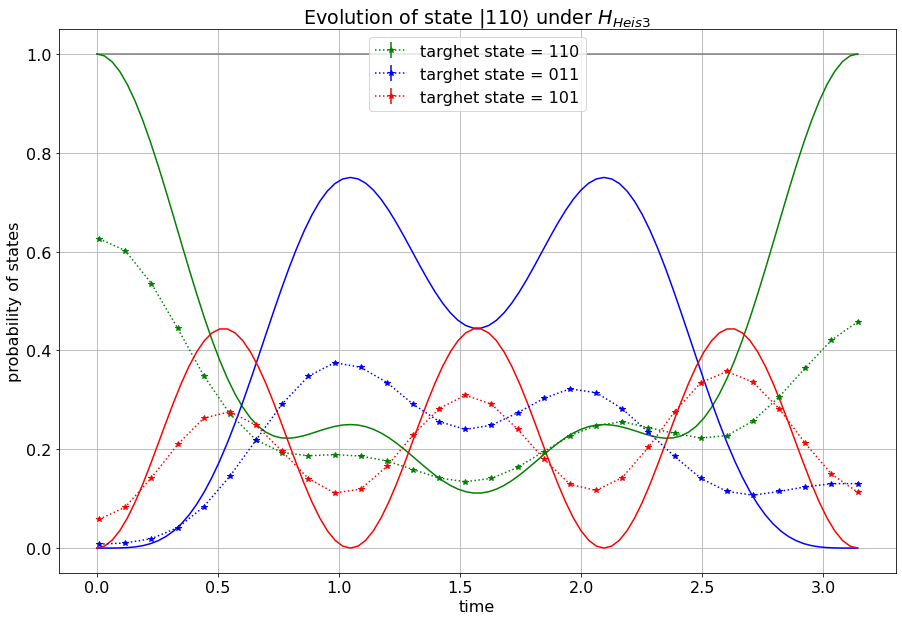 Evolution of state |110⟩ under H_{Heis3}
targhet state = 110
targhet state = 011
targhet state = 101
probability of states
1.0
0.8
0.6
0.4
0.2
0.0
0.0 0.5 1.0 1.5 2.0 2.5 3.0
time